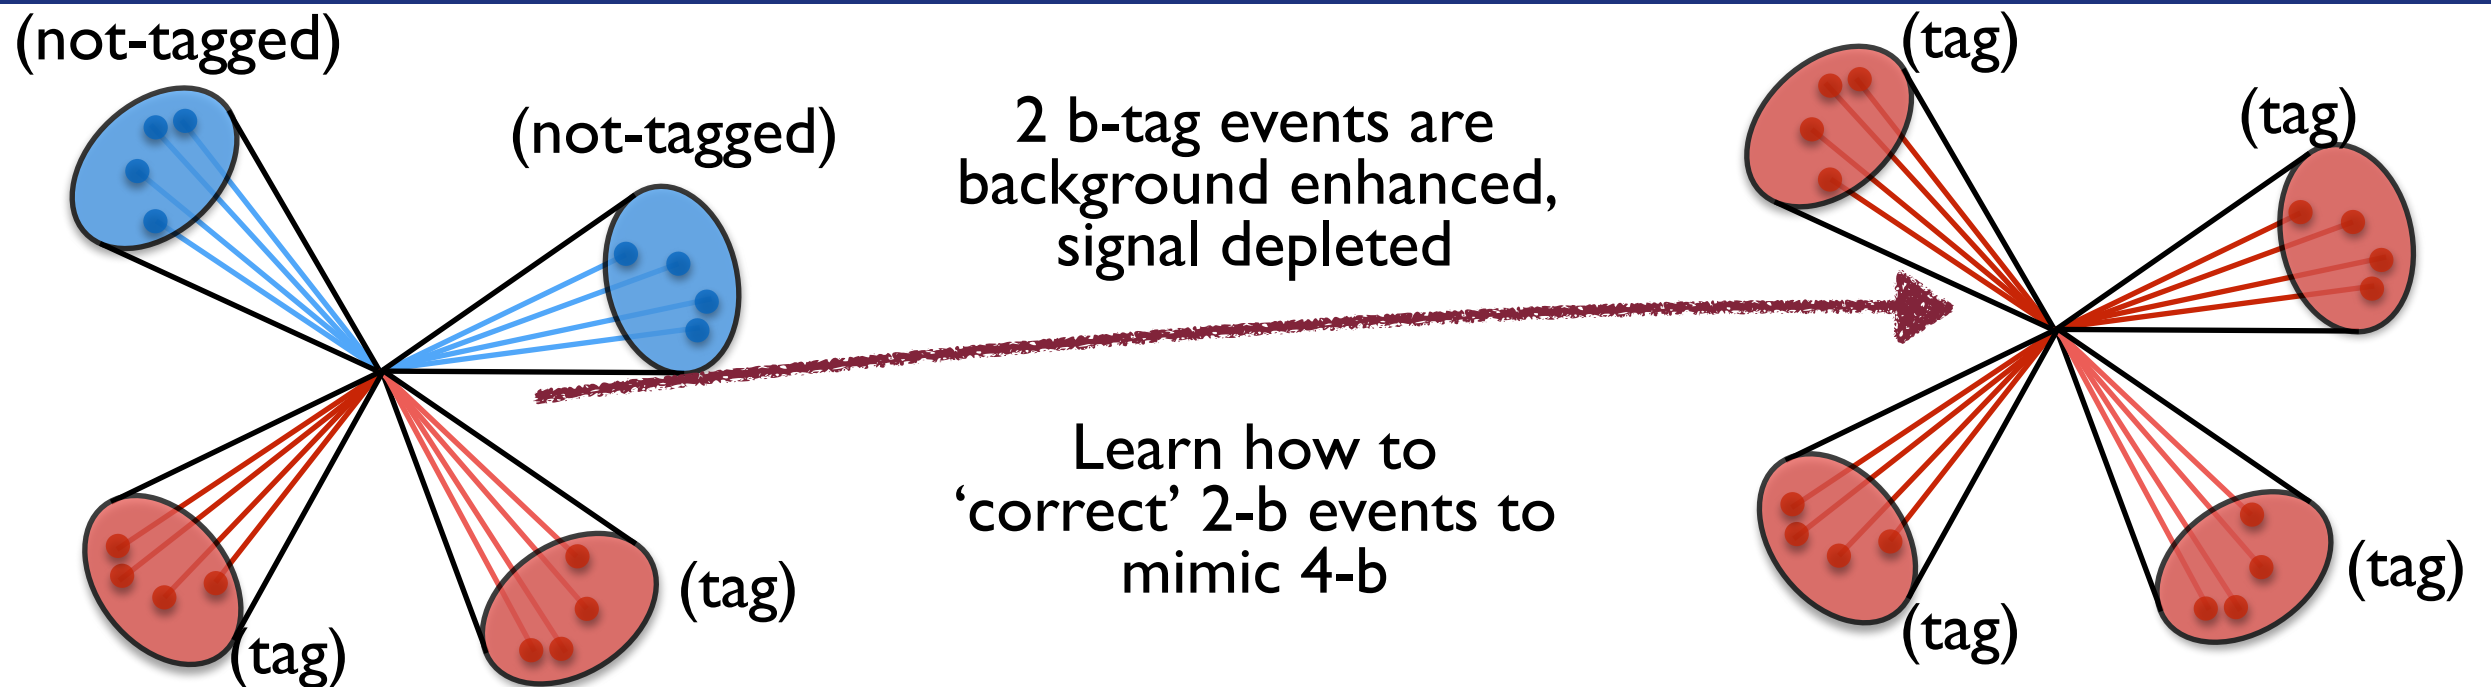 (not-tagged)
(not-tagged)
(tag)
(tag)
2 b-tag events are
background enhanced,
signal depleted
Learn how to
‘correct’ 2-b events to
mimic 4-b
(tag)
(tag)
(tag)
(tag)